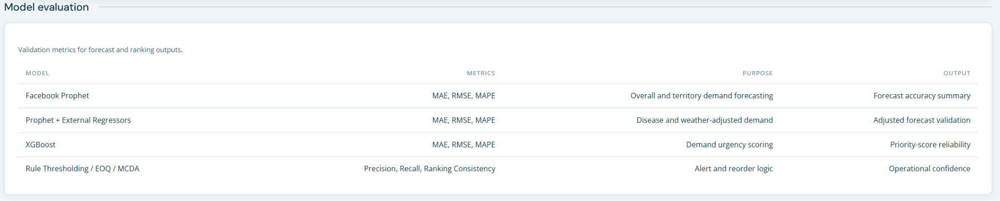 Model evaluation
Validation metrics for forecast and ranking outputs.
MODEL METRICS PURPOSE OUTPUT
Facebook Prophet MAE, RMSE, MAPE Overall and territory demand forecasting Forecast accuracy summary
Prophet + External Regressors MAE, RMSE, MAPE Disease and weather-adjusted demand Adjusted forecast validation
XGBoost MAE, RMSE, MAPE Demand urgency scoring Priority-score reliability
Rule Thresholding / EOQ / MCDA Precision, Recall, Ranking Consistency Alert and reorder logic Operational confidence